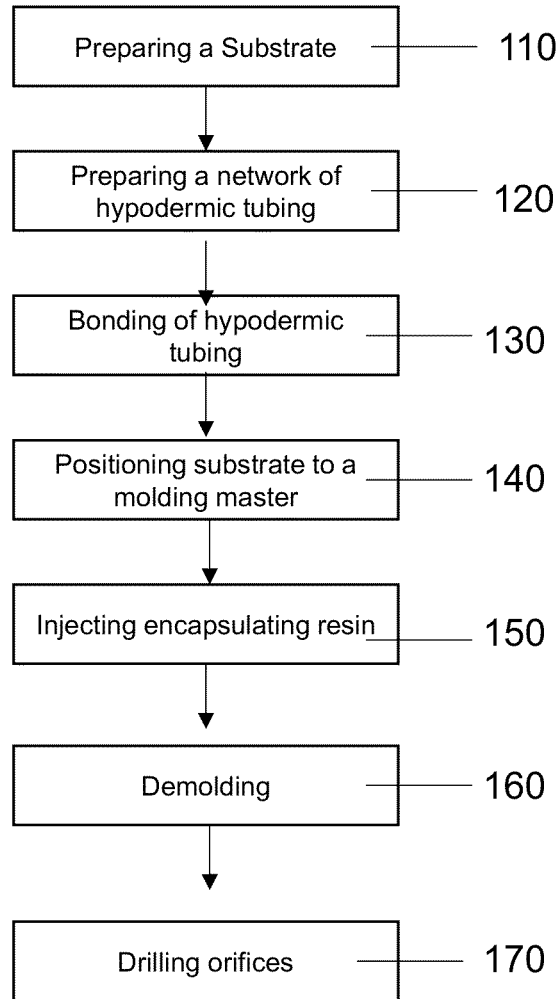 Preparing a Substrate
110
Preparing a network of
hypodermic tubing
120
Bonding of hypodermic
tubing
130
Positioning substrate to a
molding master
140
Injecting encapsulating resin
150
Demolding
160
Drilling orifices
170